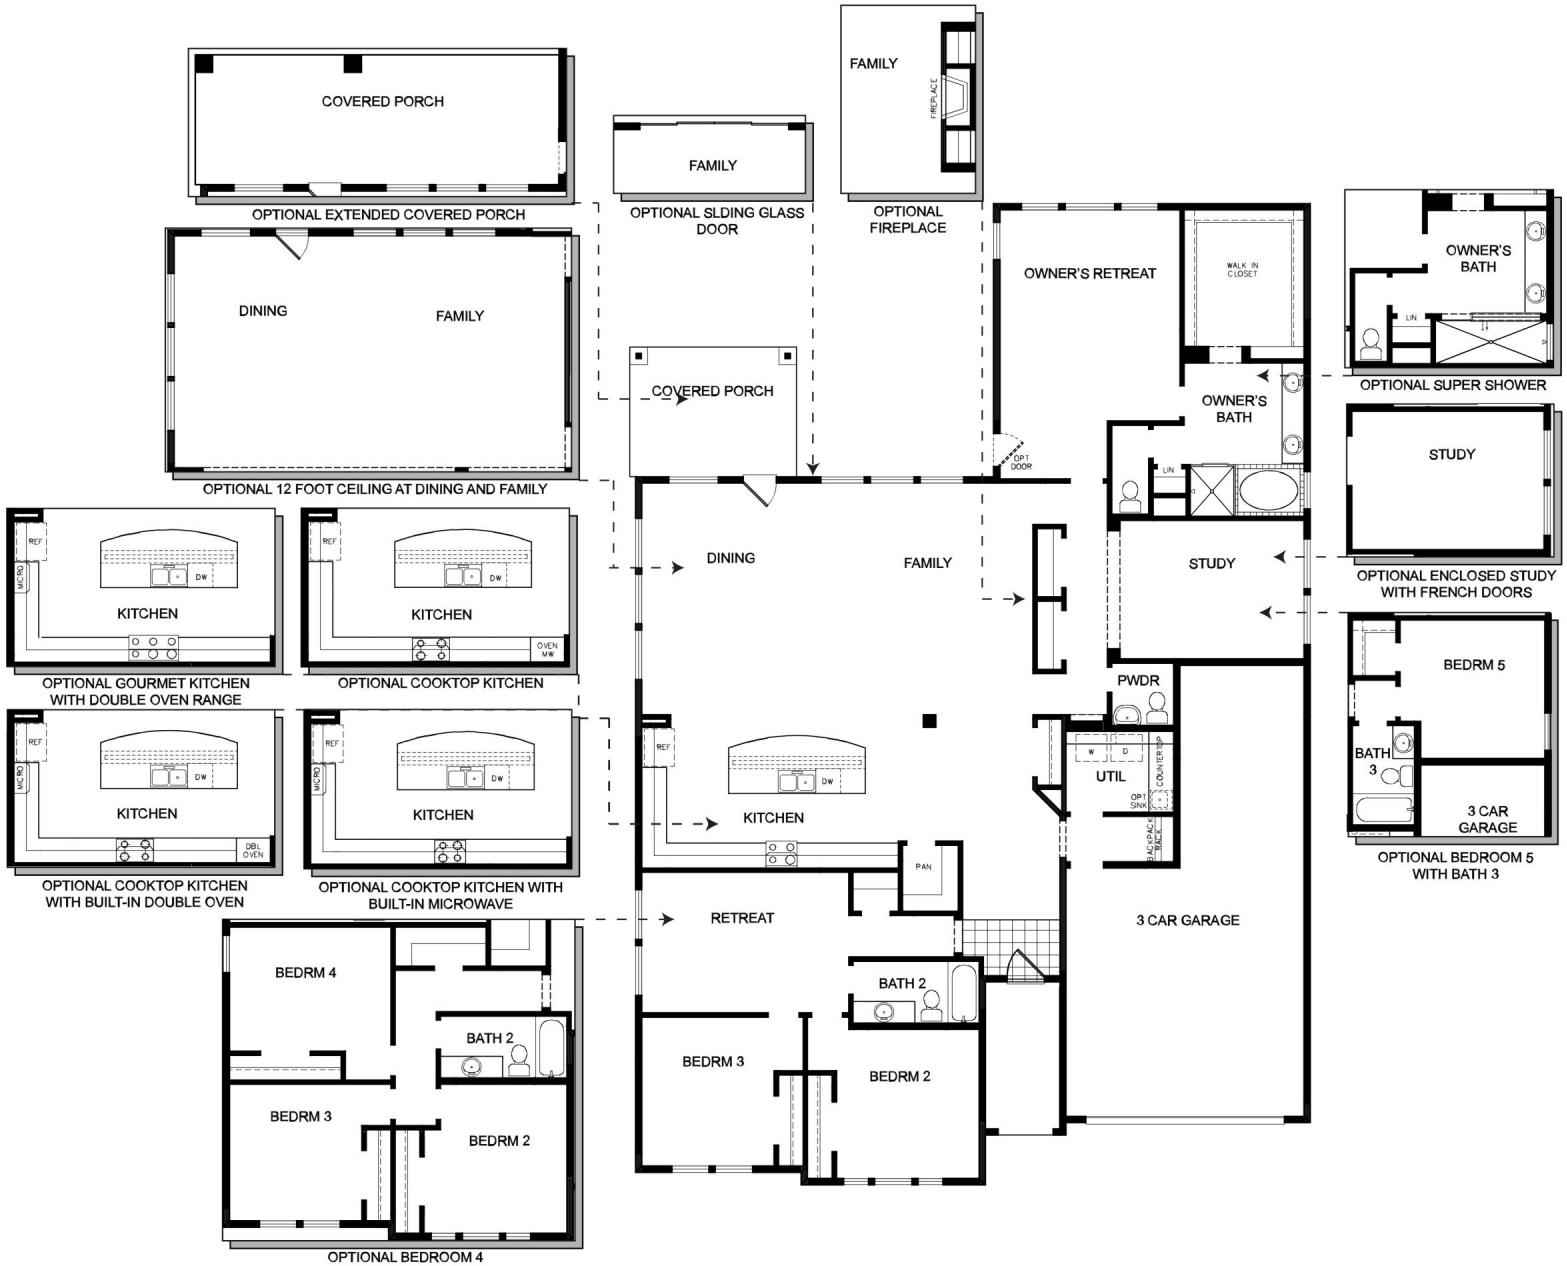 COVERED PORCH
OPTIONAL EXTENDED COVERED PORCH
FAMILY
OPTIONAL SLDING GLASS
DOOR
FAMILY
FIREPLACE
OPTIONAL
FIREPLACE
DINING
FAMILY
OPTIONAL 12 FOOT CEILING AT DINING AND FAMILY
OWNER'S
BATH
LIN
OPTIONAL SUPER SHOWER
STUDY
OPTIONAL ENCLOSED STUDY
WITH FRENCH DOORS
BEDRM 5
BATH
3
3 CAR
GARAGE
OPTIONAL BEDROOM 5
WITH BATH 3
REF
MICRO
DW
KITCHEN
OPTIONAL GOURMET KITCHEN
WITH DOUBLE OVEN RANGE
REF
DW
KITCHEN
OVEN
MW
OPTIONAL COOKTOP KITCHEN
REF
MICRO
DW
KITCHEN
DBL
OVEN
OPTIONAL COOKTOP KITCHEN
WITH BUILT-IN DOUBLE OVEN
REF
MICRO
DW
KITCHEN
OPTIONAL COOKTOP KITCHEN WITH
BUILT-IN MICROWAVE
BEDRM 4
BATH 2
BEDRM 3
BEDRM 2
OPTIONAL BEDROOM 4
OWNER'S RETREAT
WALK IN
CLOSET
COVERED PORCH
OWNER'S
BATH
OPT
DOOR
LIN
DINING
FAMILY
STUDY
PWDR
REF
DW
KITCHEN
W
D
COUNTERTOP
UTIL
OPT
SINK
BACKPACK
RACK
PAN
RETREAT
3 CAR GARAGE
BATH 2
BEDRM 3
BEDRM 2